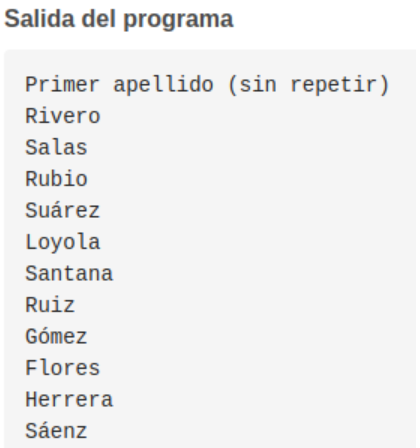 Salida del programa
Primer apellido (sin repetir)
Rivero
Salas
Rubio
Suárez
Loyola
Santana
Ruiz
Gómez
Flores
Herrera
Sáenz